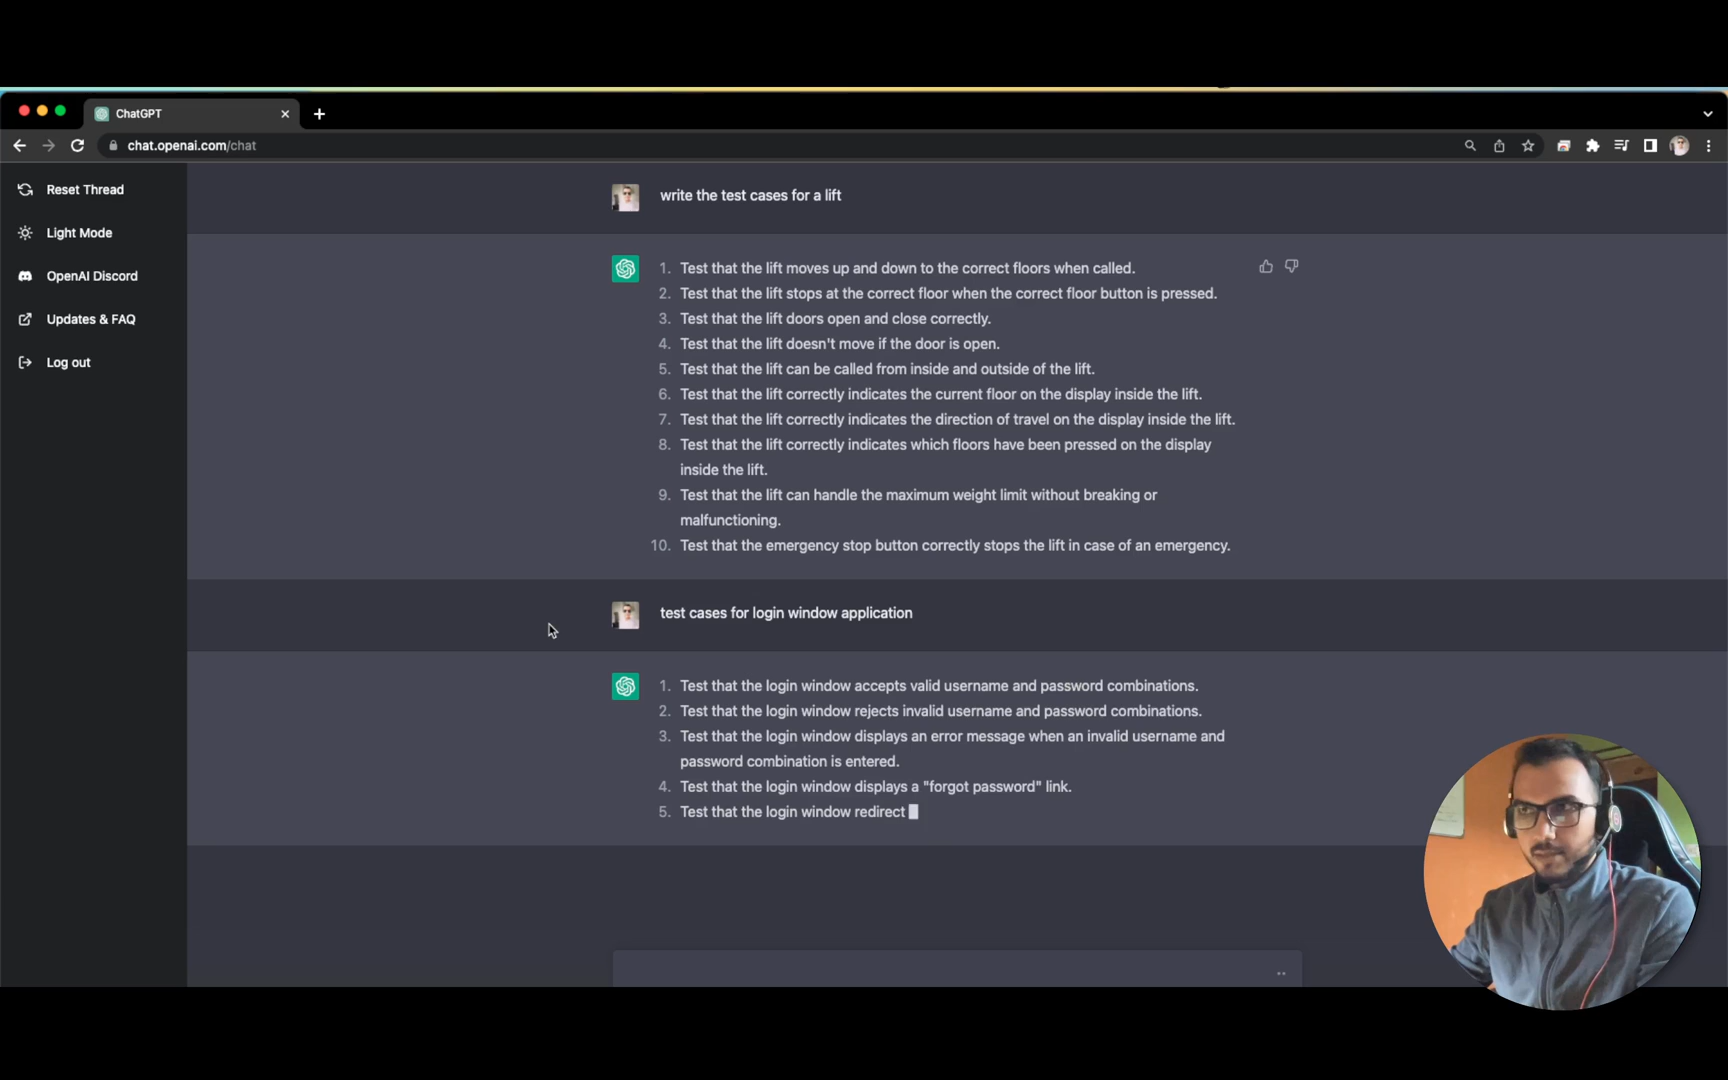 ChatGPT
chat.openai.com/chat
Reset Thread
Light Mode
OpenAI Discord
Updates & FAQ
Log out
write the test cases for a lift
1. Test that the lift moves up and down to the correct floors when called.
2. Test that the lift stops at the correct floor when the correct floor button is pressed.
3. Test that the lift doors open and close correctly.
4. Test that the lift doesn't move if the door is open.
5. Test that the lift can be called from inside and outside of the lift.
6. Test that the lift correctly indicates the current floor on the display inside the lift.
7. Test that the lift correctly indicates the direction of travel on the display inside the lift.
8. Test that the lift correctly indicates which floors have been pressed on the display
inside the lift.
9. Test that the lift can handle the maximum weight limit without breaking or
malfunctioning.
10. Test that the emergency stop button correctly stops the lift in case of an emergency.
test cases for login window application
1. Test that the login window accepts valid username and password combinations.
2. Test that the login window rejects invalid username and password combinations.
3. Test that the login window displays an error message when an invalid username and
password combination is entered.
4. Test that the login window displays a "forgot password" link.
5. Test that the login window redirect